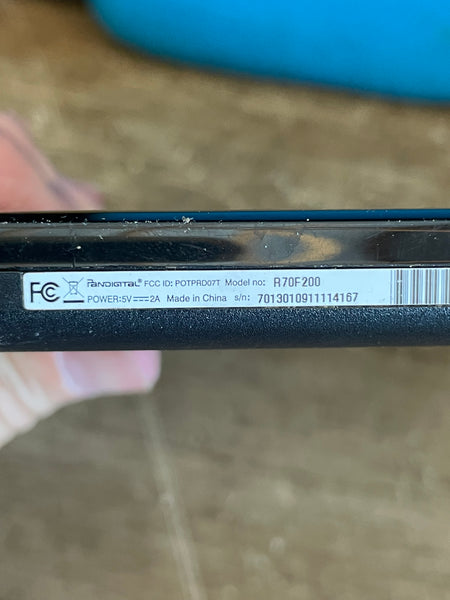 FC PANDIGITAL® FCC ID: POTPRD07T Model no: R70F200
POWER:5V⎓2A Made in China s/n: 7013010911114167